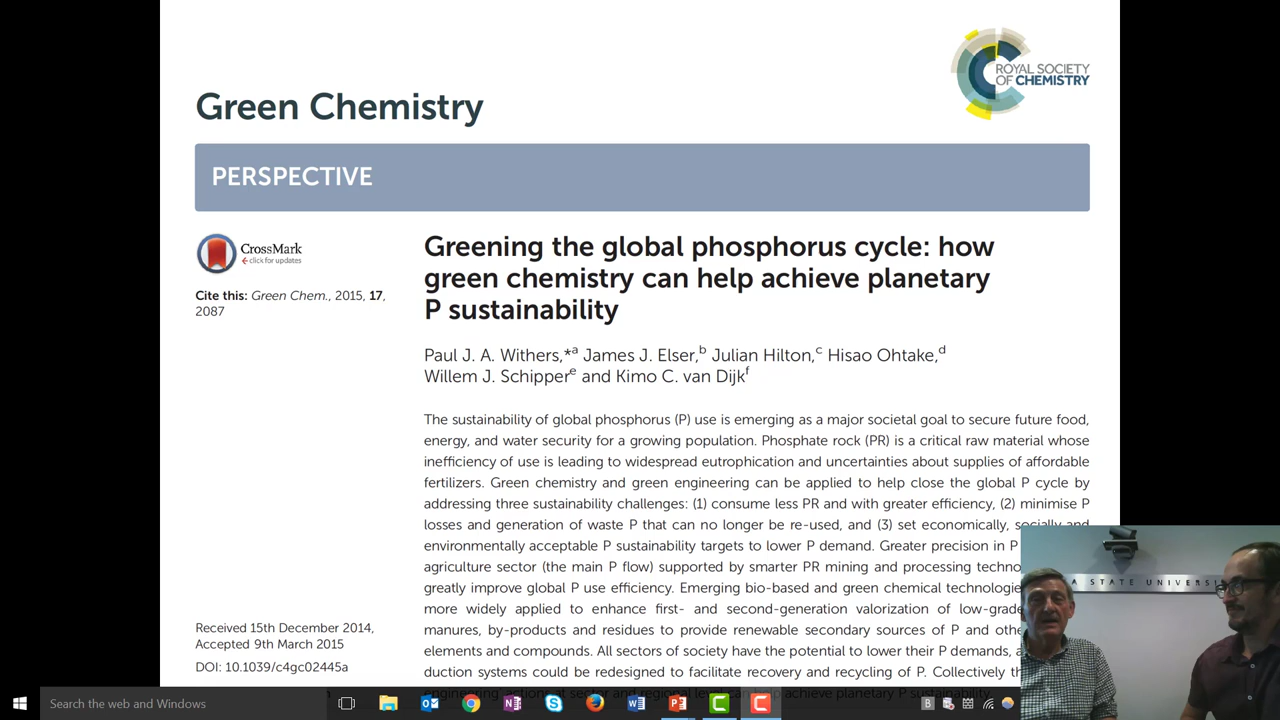 ROYAL SOCIETY
OF CHEMISTRY
Green Chemistry
PERSPECTIVE
CrossMark
click for updates
Cite this: Green Chem., 2015, 17,
2087
Greening the global phosphorus cycle: how
green chemistry can help achieve planetary
P sustainability
Paul J. A. Withers,*a James J. Elser,b Julian Hilton,c Hisao Ohtake,d
Willem J. Schippere and Kimo C. van Dijkf
The sustainability of global phosphorus (P) use is emerging as a major societal goal to secure future food,
energy, and water security for a growing population. Phosphate rock (PR) is a critical raw material whose
inefficiency of use is leading to widespread eutrophication and uncertainties about supplies of affordable
fertilizers. Green chemistry and green engineering can be applied to help close the global P cycle by
addressing three sustainability challenges: (1) consume less PR and with greater efficiency, (2) minimise P
losses and generation of waste P that can no longer be re-used, and (3) set economically, socially and
environmentally acceptable P sustainability targets to lower P demand. Greater precision in P
agriculture sector (the main P flow) supported by smarter PR mining and processing techno
greatly improve global P use efficiency. Emerging bio-based and green chemical technologie
more widely applied to enhance first- and second-generation valorization of low-grade
manures, by-products and residues to provide renewable secondary sources of P and othe
elements and compounds. All sectors of society have the potential to lower their P demands, a
duction systems could be redesigned to facilitate recovery and recycling of P. Collectively th
achieve planetary P sustainability.
Received 15th December 2014,
Accepted 9th March 2015
DOI: 10.1039/c4gc02445a
A STATE UNIVERSI
Search the web and Windows